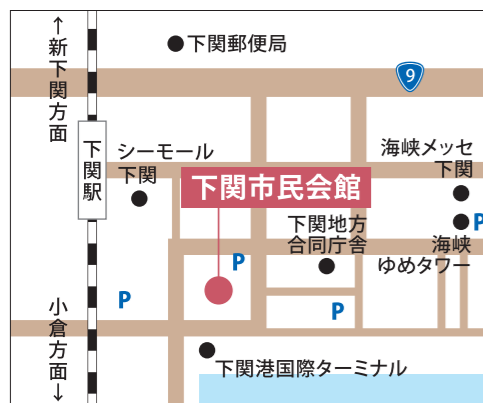 ↑新下関方面
下関郵便局
9
下関駅
シーモール
下関
海峡メッセ
下関
下関市民会館
P
下関地方
合同庁舎
海峡
ゆめタワー
P
P
P
小倉方面↓
下関港国際ターミナル